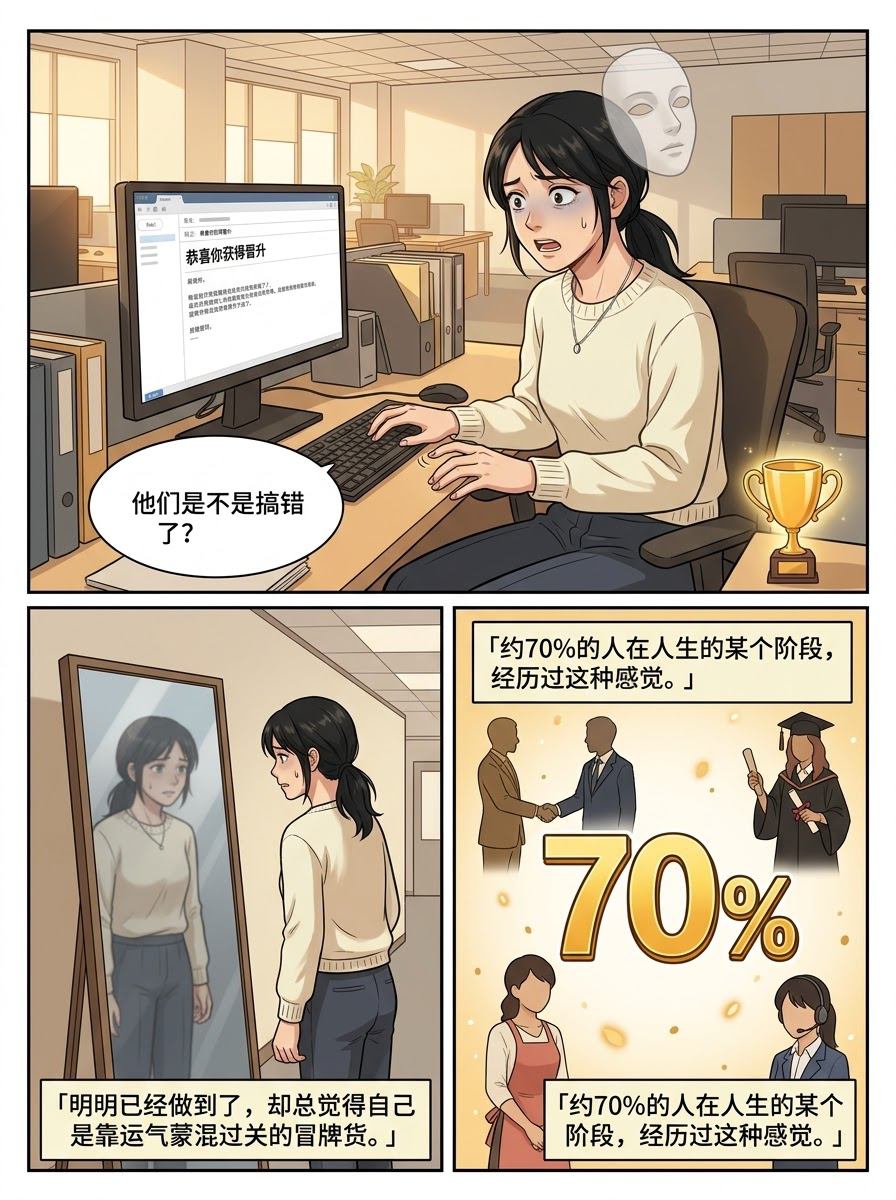 恭喜你获得晋升
他们是不是搞错
了？
「明明已经做到了，却总觉得自己
是靠运气蒙混过关的冒牌货。」
「约70%的人在人生的某个阶段，
经历过这种感觉。」
70%
「约70%的人在人生的某个
阶段，经历过这种感觉。」